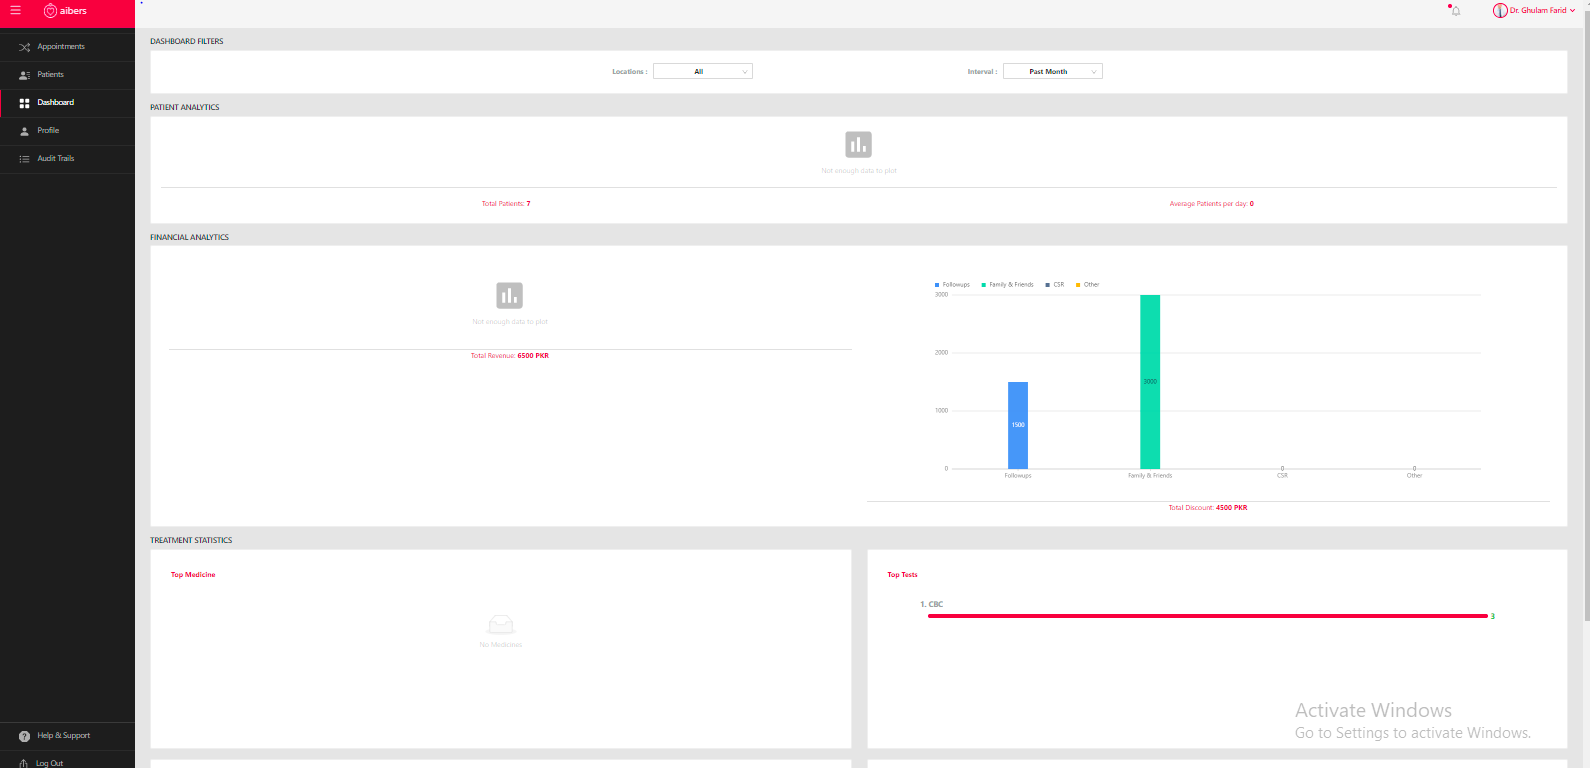 aibers
Dr. Ghulam Farid
Appointments
Patients
Dashboard
Profile
Audit Trails
Help & Support
Log Out
DASHBOARD FILTERS
Locations : All
Interval : Past Month
PATIENT ANALYTICS
Not enough data to plot
Total Patients: 7
Average Patients per day: 0
FINANCIAL ANALYTICS
Not enough data to plot
Total Revenue: 6500 PKR
Followups Family & Friends CSR Other
3000
2000
1000
0
1500
3000
0
0
Followups Family & Friends CSR Other
Total Discount: 4500 PKR
TREATMENT STATISTICS
Top Medicine
No Medicines
Top Tests
1. CBC
3
Activate Windows
Go to Settings to activate Windows.